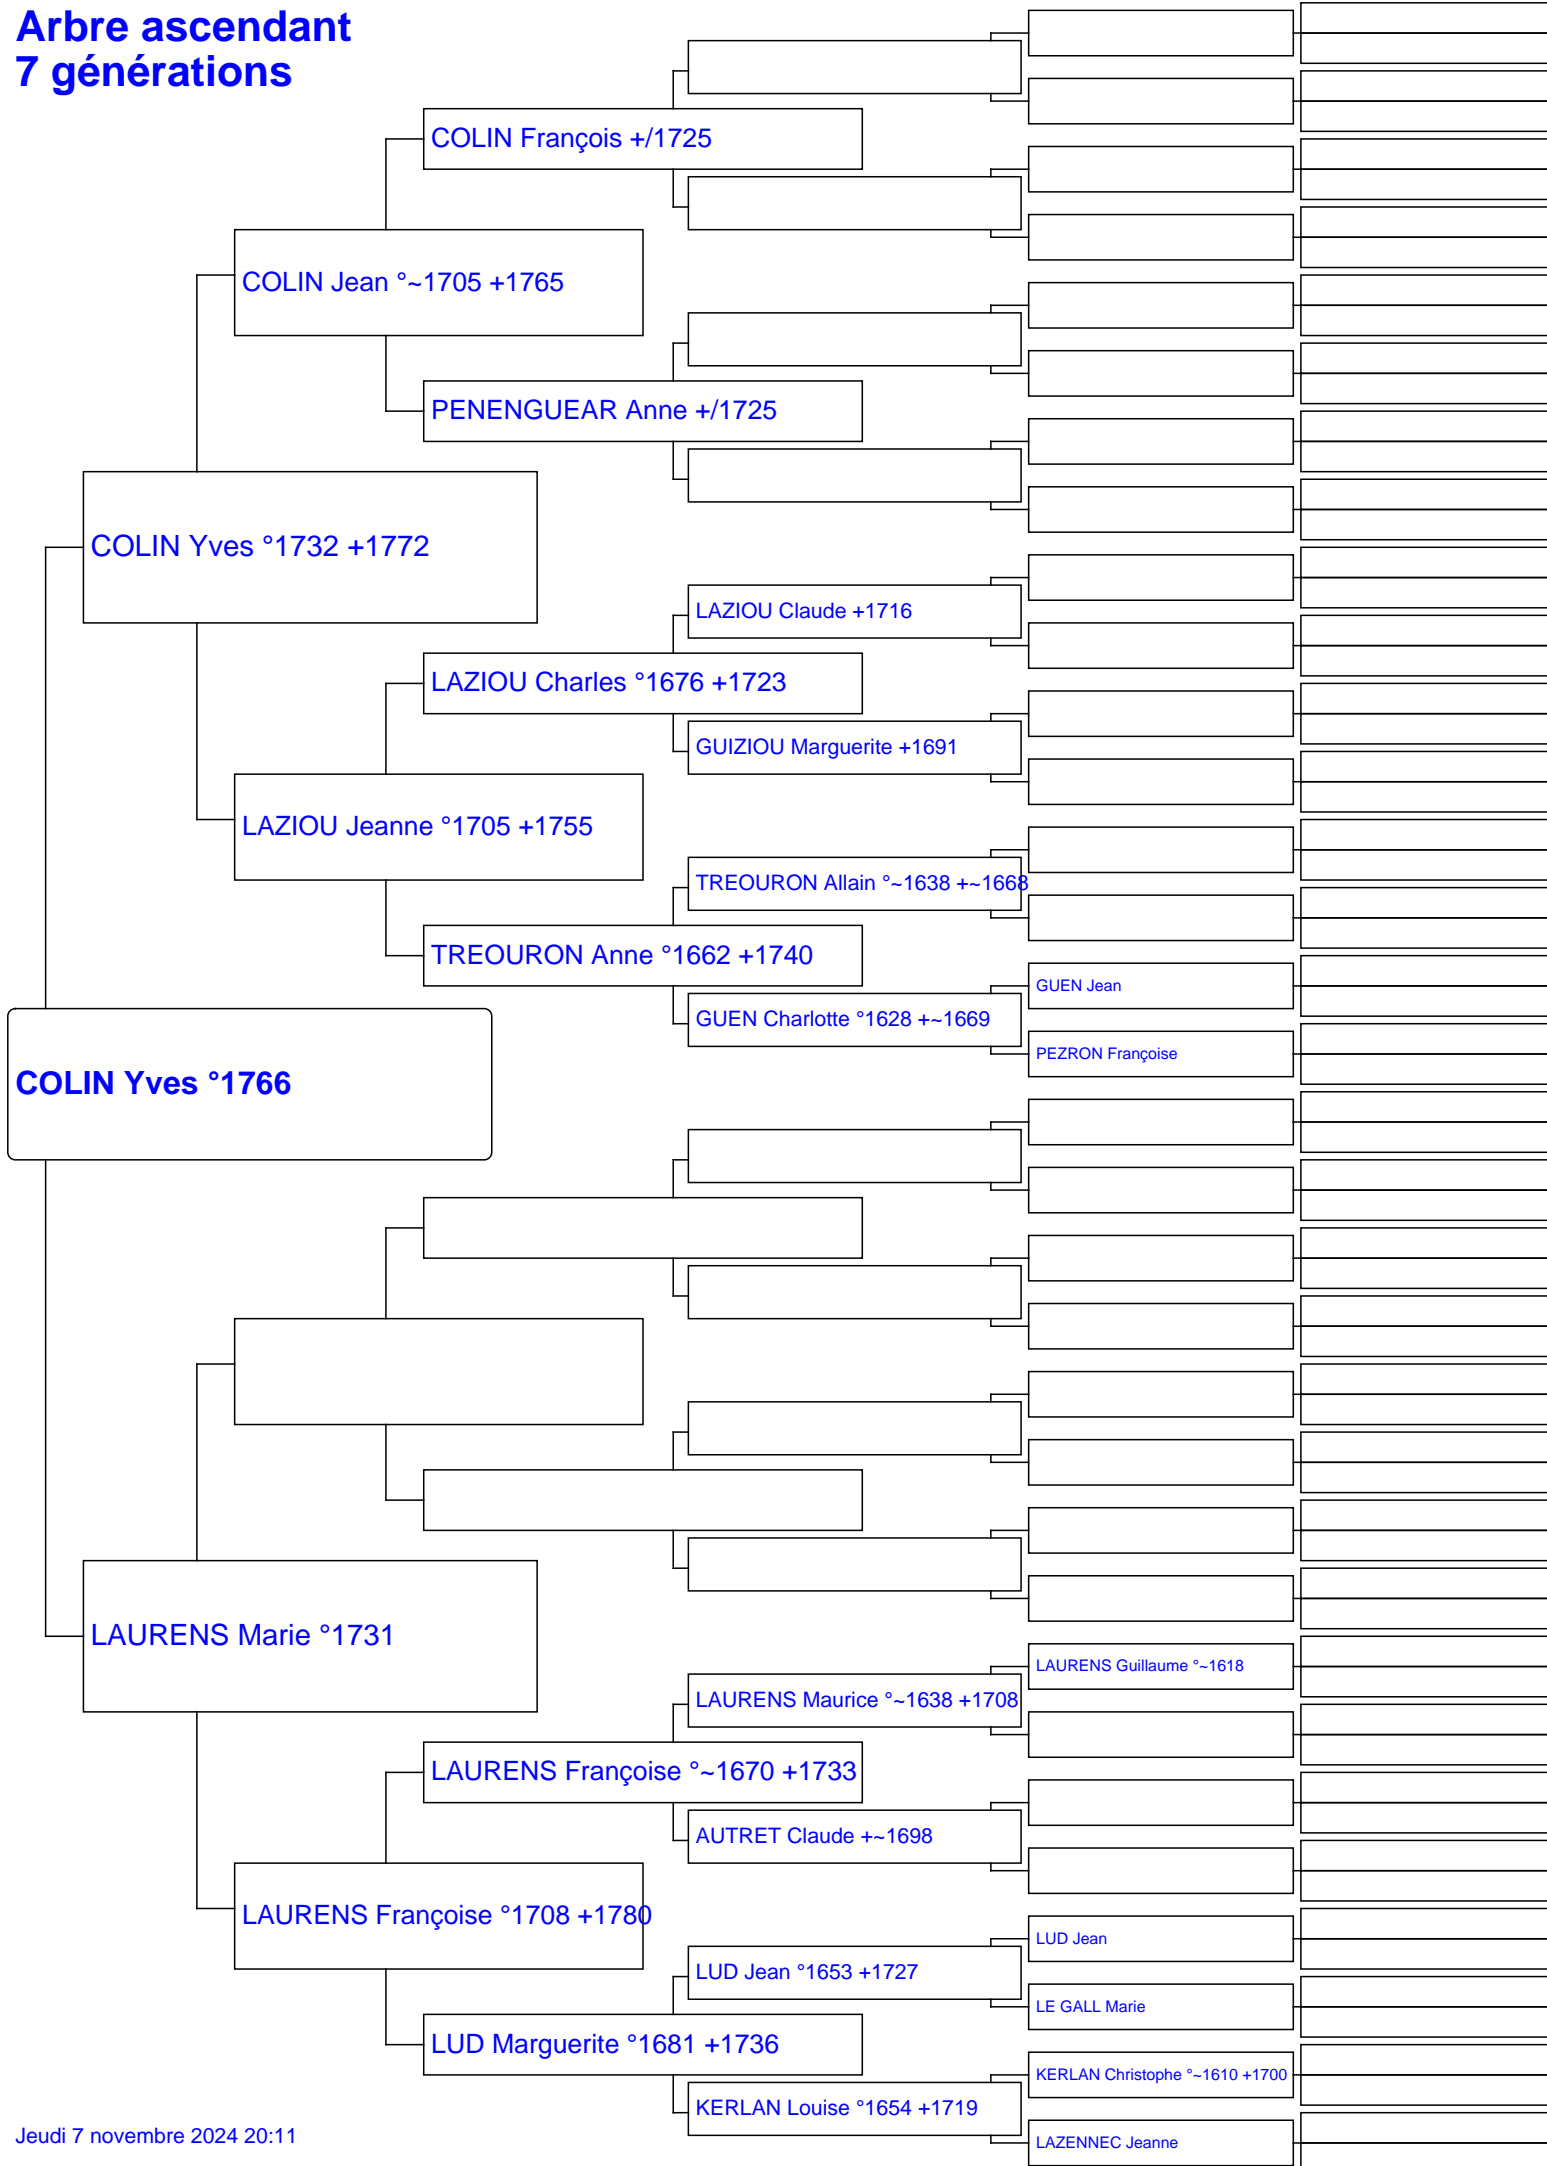 Arbre ascendant
7 générations
COLIN François +/1725
COLIN Jean °~1705 +1765
PENENGUEAR Anne +/1725
COLIN Yves °1732 +1772
LAZIOU Claude +1716
LAZIOU Charles °1676 +1723
GUIZIOU Marguerite +1691
LAZIOU Jeanne °1705 +1755
TREOURON Allain °~1638 +~1668
TREOURON Anne °1662 +1740
GUEN Jean
GUEN Charlotte °1628 +~1669
PEZRON Françoise
COLIN Yves °1766
LAURENS Marie °1731
LAURENS Guillaume °~1618
LAURENS Maurice °~1638 +1708
LAURENS Françoise °~1670 +1733
AUTRET Claude +~1698
LAURENS Françoise °1708 +1780
LUD Jean
LUD Jean °1653 +1727
LE GALL Marie
LUD Marguerite °1681 +1736
KERLAN Christophe °~1610 +1700
KERLAN Louise °1654 +1719
LAZENNEC Jeanne
Jeudi 7 novembre 2024 20:11